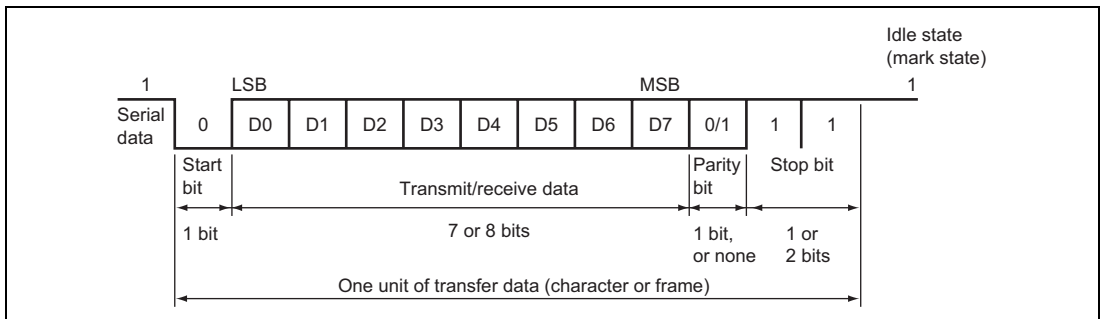 Idle state
(mark state)
1 LSB MSB 1
Serial
data
0 D0 D1 D2 D3 D4 D5 D6 D7 0/1 1 1
Start
bit
Transmit/receive data
Parity
bit
Stop bit
1 bit
7 or 8 bits
1 bit,
or none
1 or
2 bits
One unit of transfer data (character or frame)